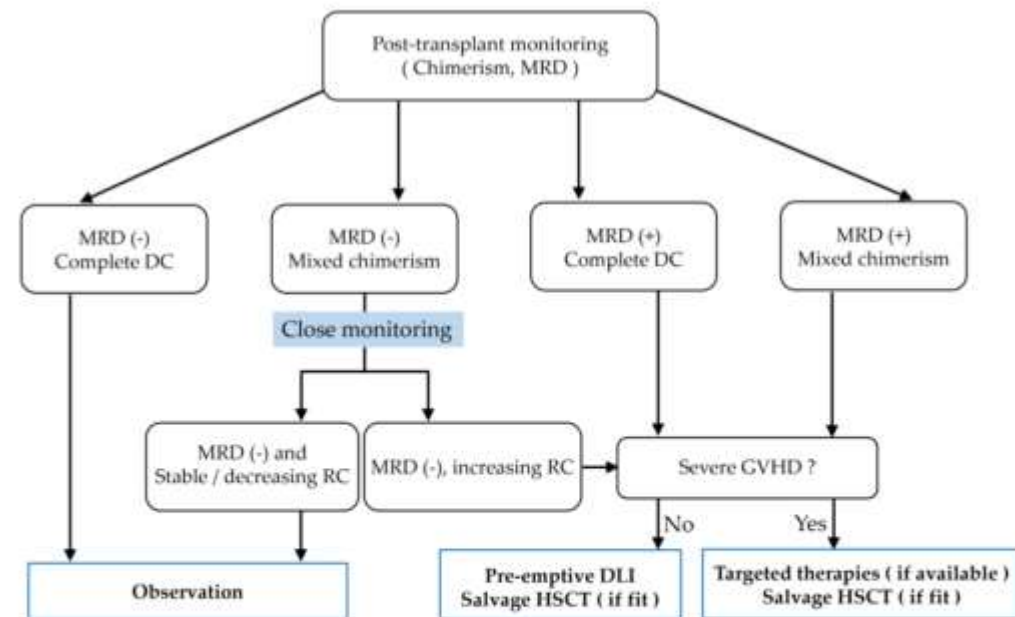 Post-transplant monitoring
( Chimerism, MRD )
MRD (-)
Complete DC
MRD (-)
Mixed chimerism
MRD (+)
Complete DC
MRD (+)
Mixed chimerism
Close monitoring
MRD (-) and
Stable / decreasing RC
MRD (-), increasing RC
Severe GVHD ?
No
Yes
Observation
Pre-emptive DLI
Salvage HSCT ( if fit )
Targeted therapies ( if available )
Salvage HSCT ( if fit )